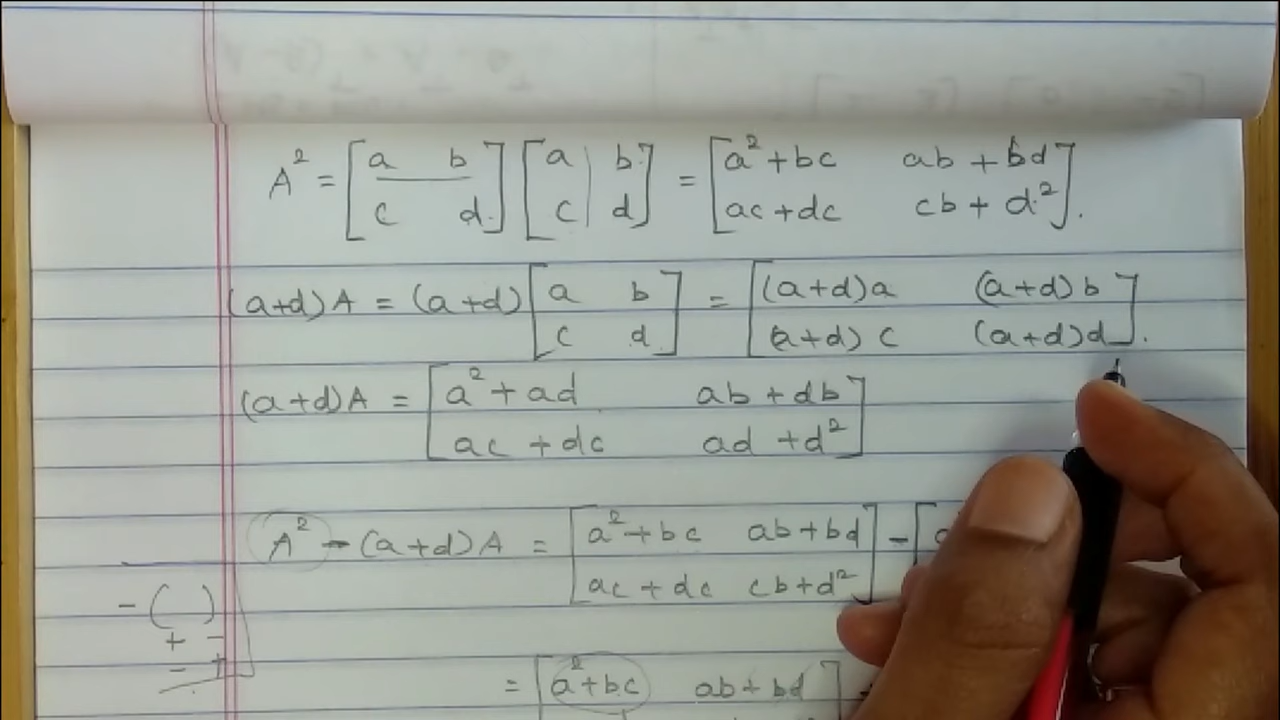 A² = [a b] [a b] = [a²+bc ab+bd]
[c d] [c d] [ac+dc cb+d²].
(a+d)A = (a+d)[a b] = [(a+d)a (a+d)b]
[c d] [(a+d)c (a+d)d].
(a+d)A = [a²+ad ab+db]
[ac+dc ad+d²]
A² - (a+d)A = [a²+bc ab+bd] - [
[ac+dc cb+d²]
- ( )
+ -
- +
= [a²+bc ab+bd] -